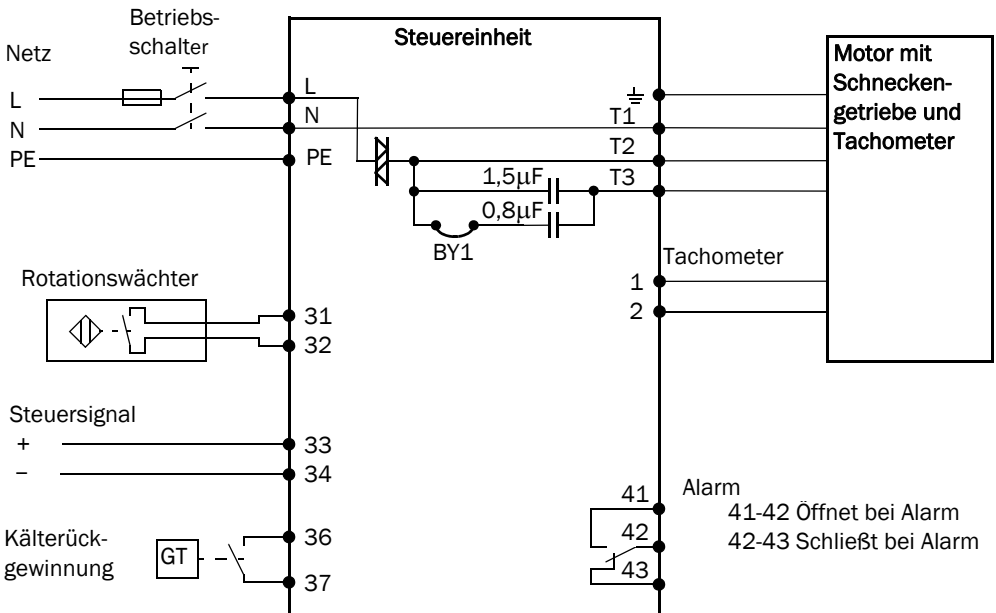 Betriebs-
schalter
Netz
L
N
PE
Steuereinheit
L
N
PE
T1
T2
T3
1,5µF
0,8µF
BY1
Motor mit
Schnecken-
getriebe und
Tachometer
Tachometer
1
2
Rotationswächter
31
32
Steuersignal
+
–
33
34
Kälterück-
gewinnung
GT
36
37
41
42
43
Alarm
41-42 Öffnet bei Alarm
42-43 Schließt bei Alarm